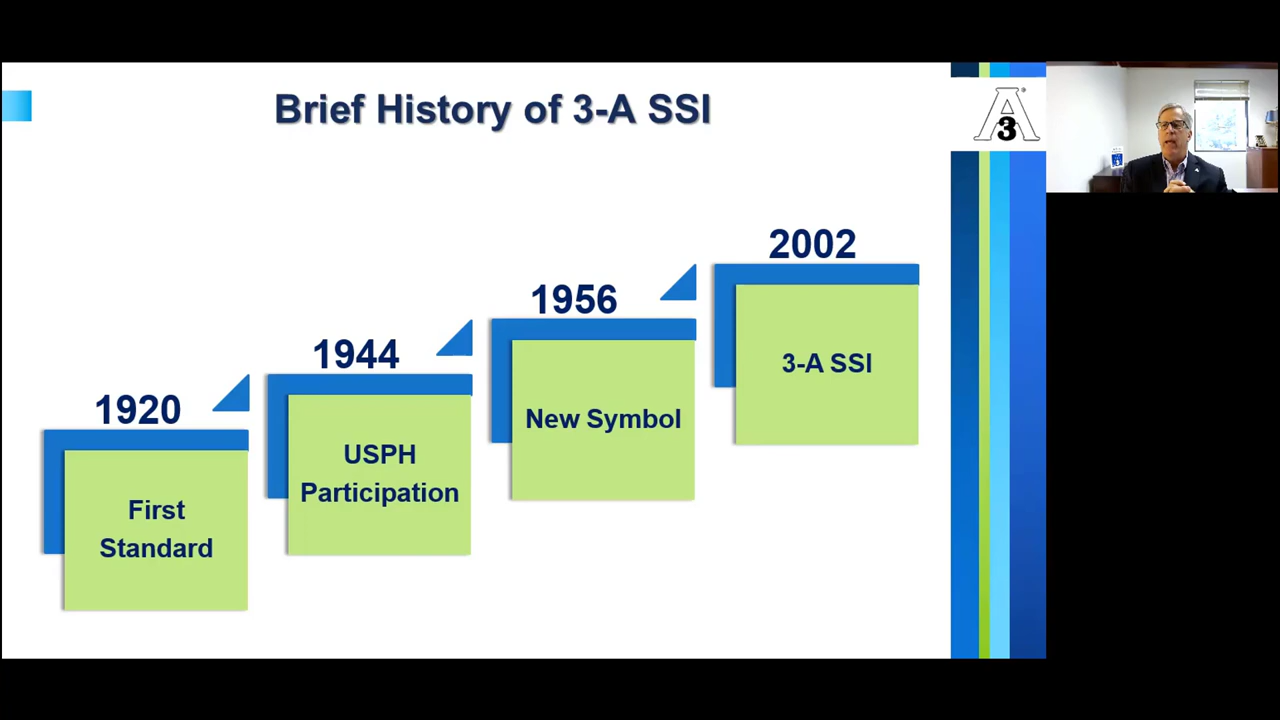 Brief History of 3-A SSI
A
3
®
1920
First
Standard
1944
USPH
Participation
1956
New Symbol
2002
3-A SSI